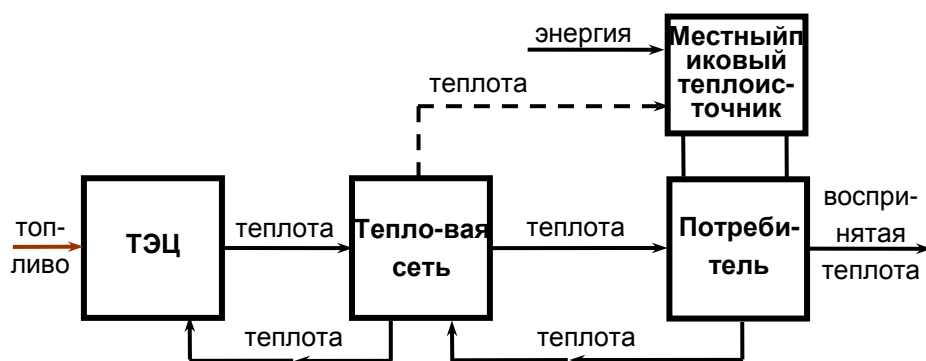 энергия
Местныйп
иковый
теплоис-
точник
теплота
топ-
ливо
ТЭЦ
теплота
Тепло-вая
сеть
теплота
Потреби-
тель
воспри-
нятая
теплота
теплота
теплота